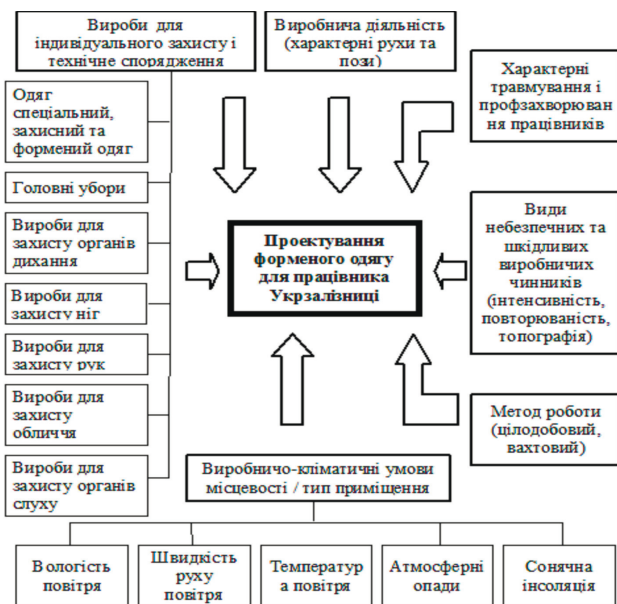 Вироби для
індивідуального захисту і
технічне спорядження
Виробнича діяльність
(характерні рухи та
пози)
Характерні
травмування і
профзахворюван
ня працівників
Одяг
спеціальний,
захисний та
формений одяг
Головні убори
Вироби для
захисту органів
дихання
Вироби для
захисту ніг
Вироби для
захисту рук
Вироби для
захисту
обличчя
Вироби для
захисту органів
слуху
Проектування
форменого одягу
для працівника
Укрзалізниці
Види
небезпечних та
шкідливих
виробничих
чинників
(інтенсивність,
повторюваність,
топографія)
Метод роботи
(цілодобовий,
вахтовий)
Виробничо-кліматичні умови
місцевості / тип приміщення
Вологість
повітря
Швидкість
руху
повітря
Температур
а повітря
Атмосферні
опади
Сонячна
інсоляція